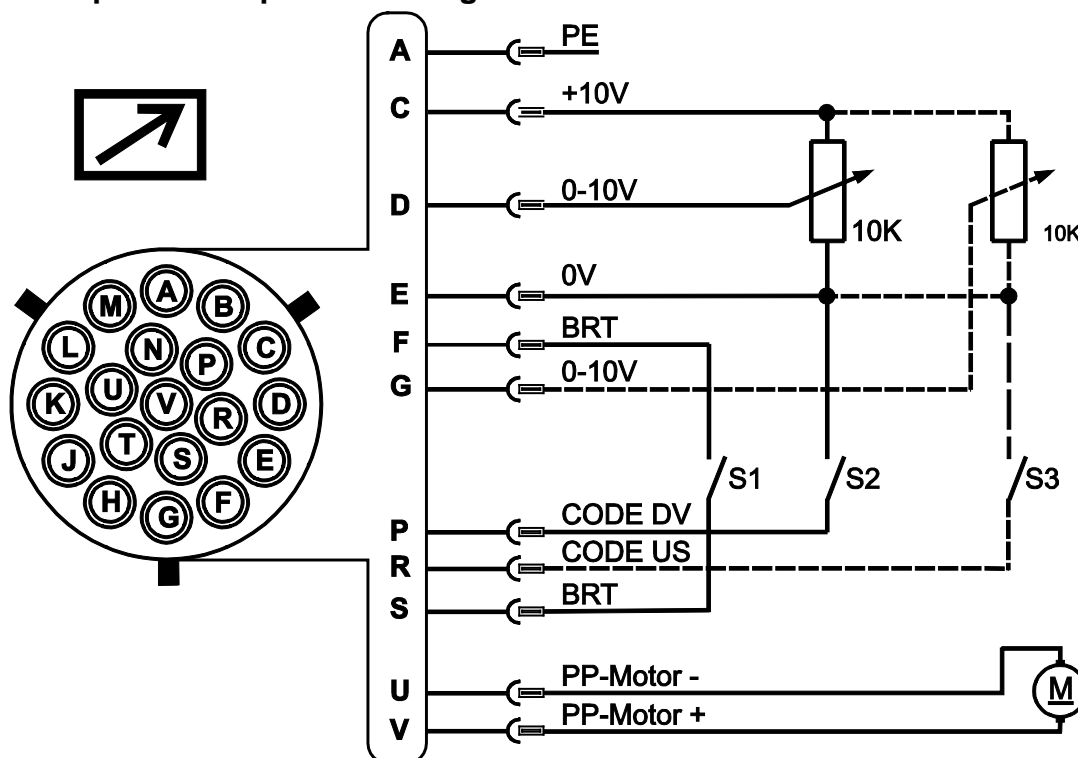 A PE
C +10V
D 0-10V
10K
10K
E 0V
F BRT
G 0-10V
S1
S2
S3
P CODE DV
R CODE US
S BRT
U PP-Motor -
V PP-Motor +
M
A
B
C
D
E
F
G
H
J
K
L
M
N
P
R
S
T
U
V